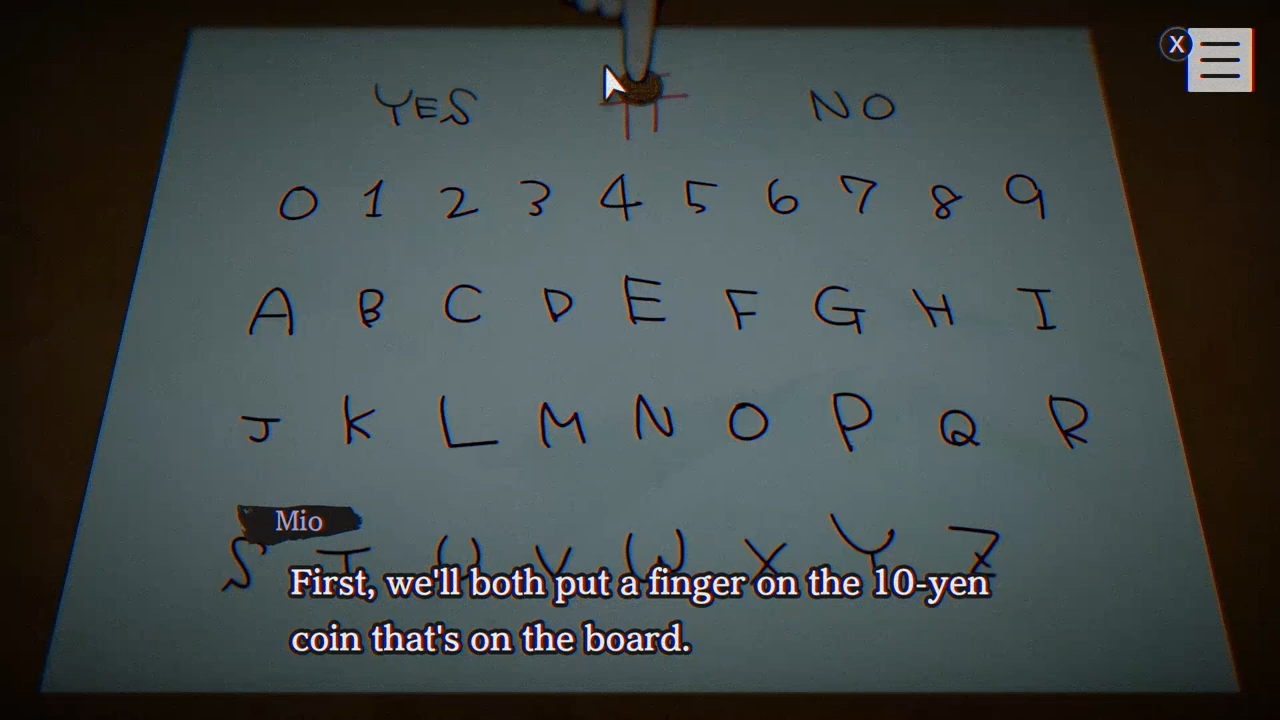 X
YES NO
0 1 2 3 4 5 6 7 8 9
A B C D E F G H I
J K L M N O P Q R
Mio
S T U V W X Y Z
First, we'll both put a finger on the 10-yen
coin that's on the board.